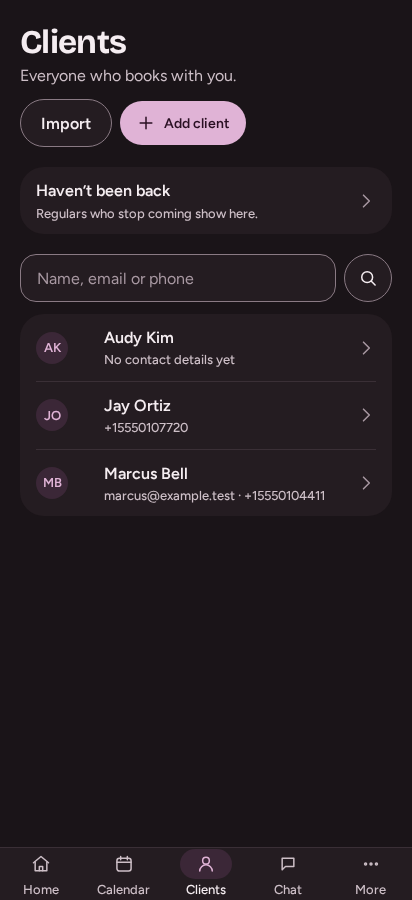 Clients
Everyone who books with you.
Import
Add client
Haven’t been back
Regulars who stop coming show here.
Name, email or phone
AK
Audy Kim
No contact details yet
JO
Jay Ortiz
+15550107720
MB
Marcus Bell
marcus@example.test · +15550104411
Home
Calendar
Clients
Chat
More